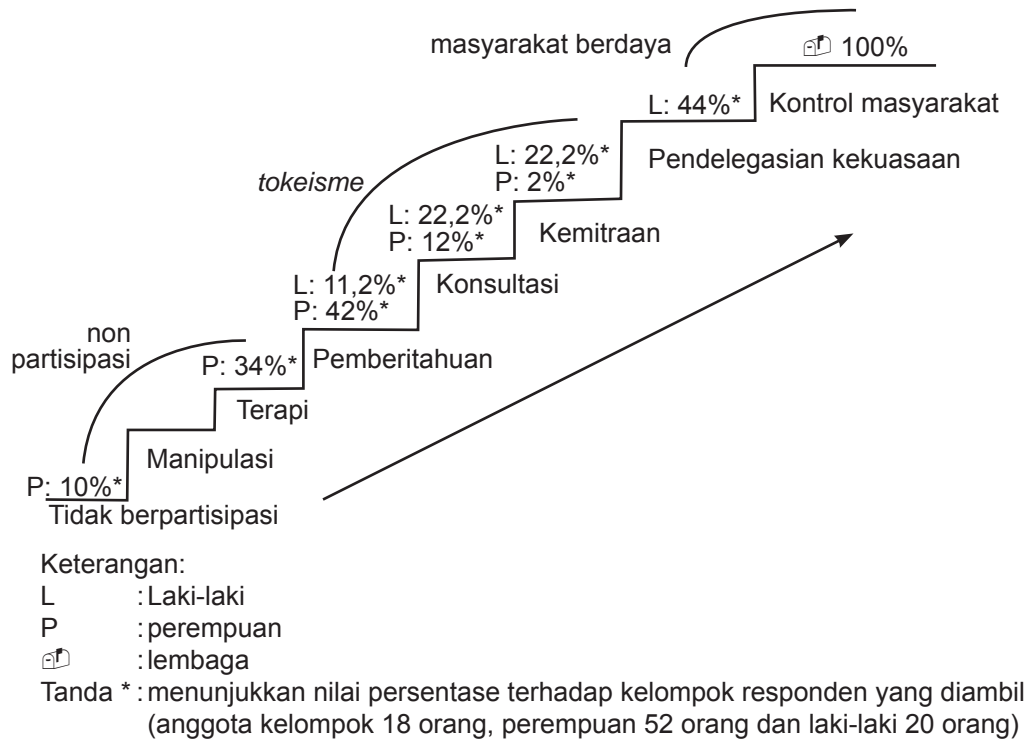 masyarakat berdaya
100%
L: 44%*
Kontrol masyarakat
L: 22,2%*
P: 2%*
Pendelegasian kekuasaan
tokeisme
L: 22,2%*
P: 12%*
Kemitraan
L: 11,2%*
P: 42%*
Konsultasi
non
partisipasi
P: 34%*
Pemberitahuan
Terapi
Manipulasi
P: 10%*
Tidak berpartisipasi
Keterangan:
L : Laki-laki
P : perempuan
: lembaga
Tanda * : menunjukkan nilai persentase terhadap kelompok responden yang diambil
(anggota kelompok 18 orang, perempuan 52 orang dan laki-laki 20 orang)